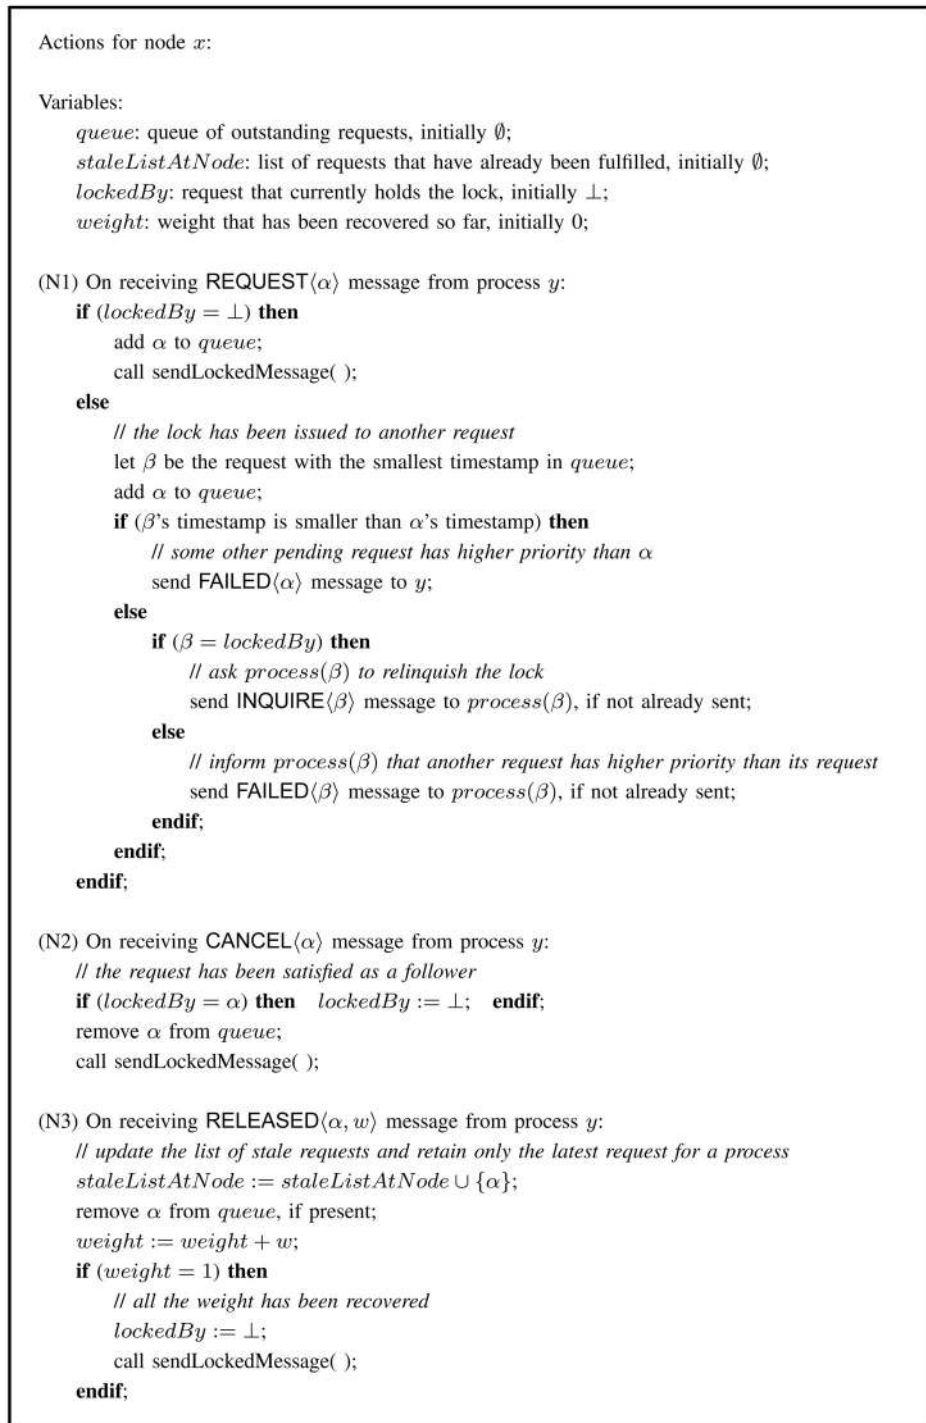 Actions for node x:
Variables:
queue: queue of outstanding requests, initially ∅;
staleListAtNode: list of requests that have already been fulfilled, initially ∅;
lockedBy: request that currently holds the lock, initially ⊥;
weight: weight that has been recovered so far, initially 0;
(N1) On receiving REQUEST⟨α⟩ message from process y:
if (lockedBy = ⊥) then
add α to queue;
call sendLockedMessage( );
else
// the lock has been issued to another request
let β be the request with the smallest timestamp in queue;
add α to queue;
if (β's timestamp is smaller than α's timestamp) then
// some other pending request has higher priority than α
send FAILED⟨α⟩ message to y;
else
if (β = lockedBy) then
// ask process(β) to relinquish the lock
send INQUIRE⟨β⟩ message to process(β), if not already sent;
else
// inform process(β) that another request has higher priority than its request
send FAILED⟨β⟩ message to process(β), if not already sent;
endif;
endif;
endif;
(N2) On receiving CANCEL⟨α⟩ message from process y:
// the request has been satisfied as a follower
if (lockedBy = α) then lockedBy := ⊥; endif;
remove α from queue;
call sendLockedMessage( );
(N3) On receiving RELEASED⟨α, w⟩ message from process y:
// update the list of stale requests and retain only the latest request for a process
staleListAtNode := staleListAtNode ∪ {α};
remove α from queue, if present;
weight := weight + w;
if (weight = 1) then
// all the weight has been recovered
lockedBy := ⊥;
call sendLockedMessage( );
endif;